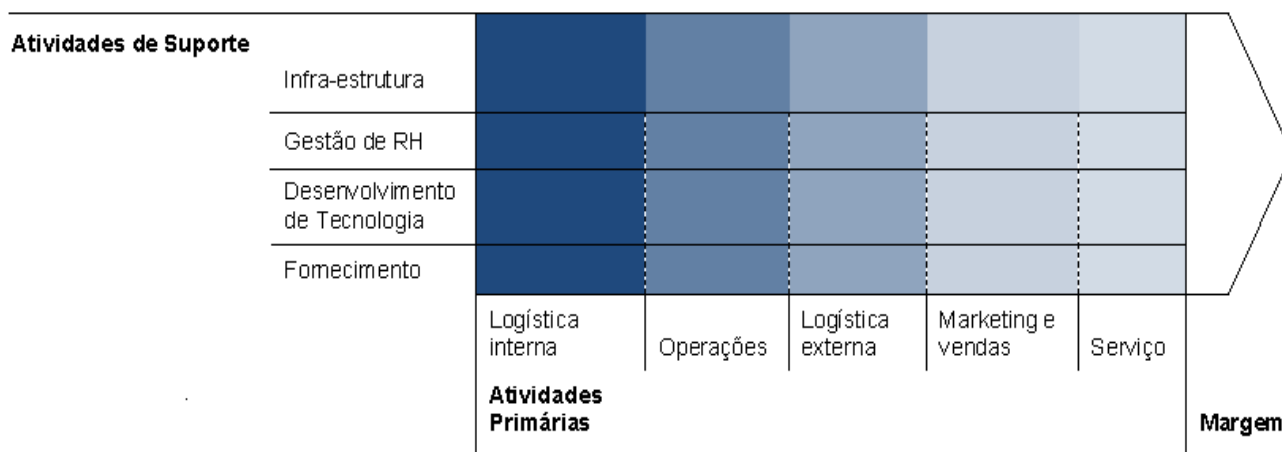 Atividades de Suporte
Infra-estrutura
Gestão de RH
Desenvolvimento
de Tecnologia
Fornecimento
Logística
interna
Operações
Logística
externa
Marketing e
vendas
Serviço
Atividades
Primárias
Margem